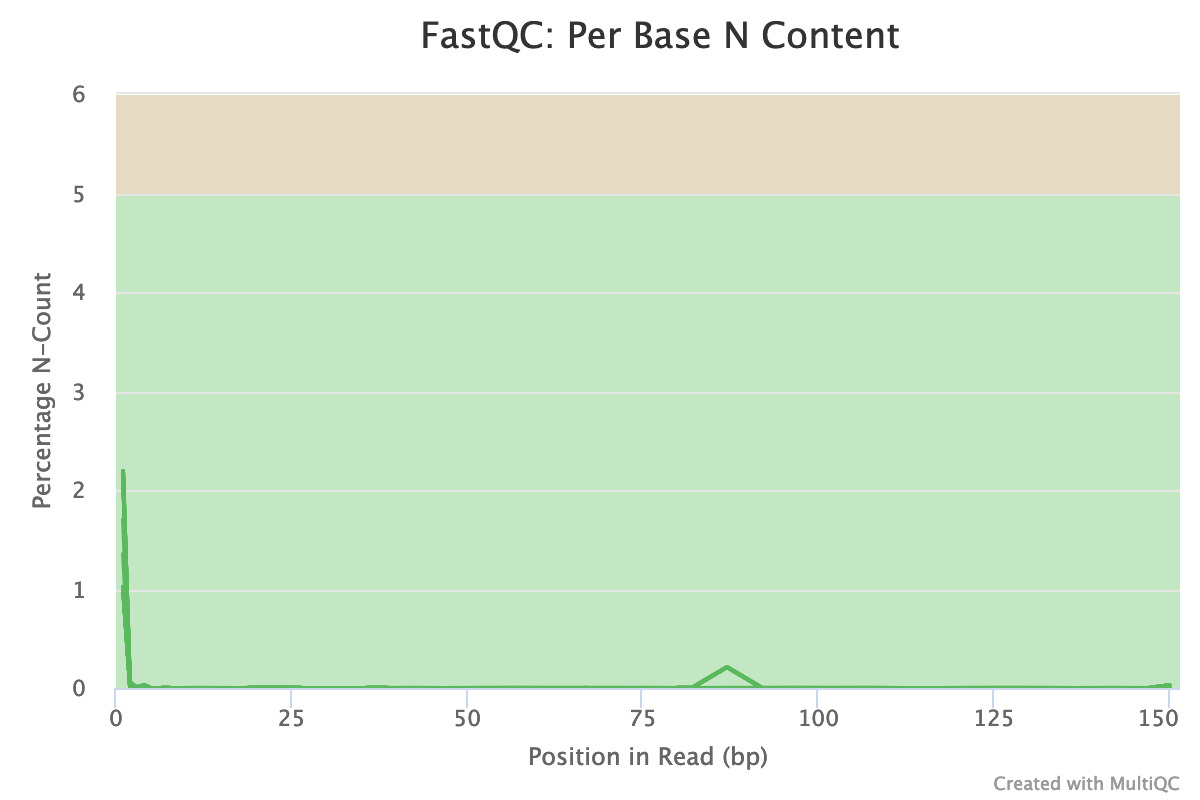 FastQC: Per Base N Content
6
5
4
3
2
1
0
Percentage N-Count
0 25 50 75 100 125 150
Position in Read (bp)
Created with MultiQC